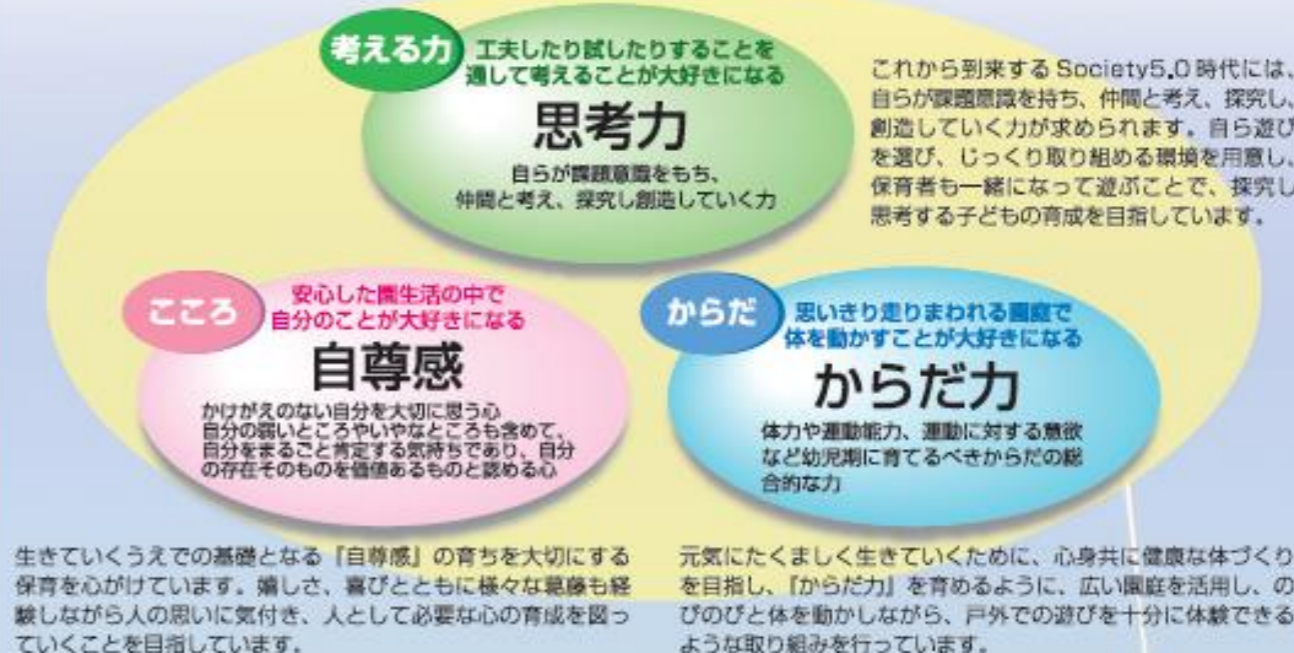 考える力
工夫したり試したりすることを
通して考えることが大好きになる
思考力
自らが課題意識をもち、
仲間と考え、探究し創造していく力
これから到来する Society5.0 時代には、
自らが課題意識を持ち、仲間と考え、探究し、
創造していく力が求められます。自ら遊び
を選び、じっくり取り組める環境を用意し、
保育者も一緒になって遊ぶことで、探究し
思考する子どもの育成を目指しています。
こころ
安心した園生活の中で
自分のことが大好きになる
自尊感
かけがえのない自分を大切に思う心
自分の弱いところやいやなところも含めて、
自分をまるごと肯定する気持ちであり、自分
の存在そのものを価値あるものと認める心
からだ
思いきり走りまわれる園庭で
体を動かすことが大好きになる
からだ力
体力や運動能力、運動に対する意欲
など幼児期に育てるべきからだの総
合的な力
生きていくうえでの基礎となる『自尊感』の育ちを大切にする
保育を心がけています。嬉しさ、喜びとともに様々な葛藤も経
験しながら人の思いに気付き、人として必要な心の育成を図っ
ていくことを目指しています。
元気にたくましく生きていくために、心身共に健康な体づくり
を目指し、『からだ力』を育めるように、広い園庭を活用し、の
びのびと体を動かしながら、戸外での遊びを十分に体験できる
ような取り組みを行っています。